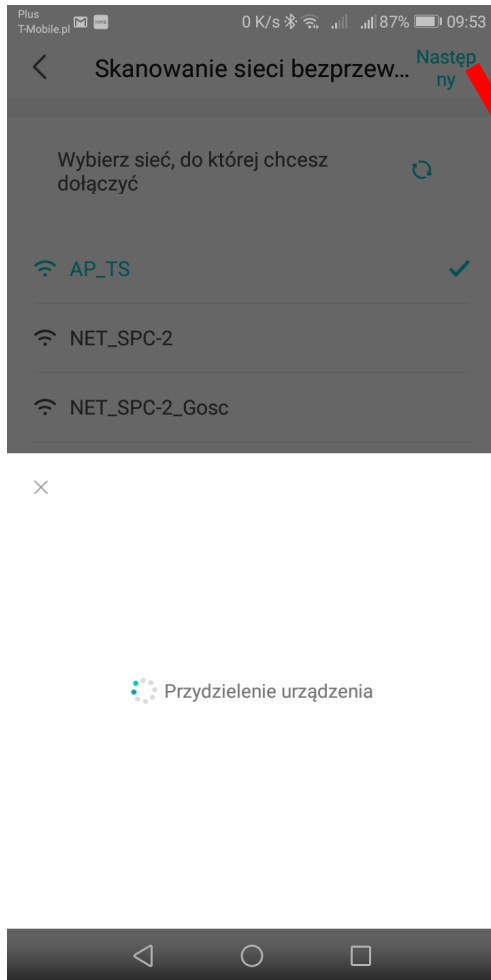 Plus
T-Mobile.pl
0 K/s 87% 09:53
Skanowanie sieci bezprzew...
Następ
ny
Wybierz sieć, do której chcesz
dołączyć
AP_TS
NET_SPC-2
NET_SPC-2_Gosc
Przydzielenie urządzenia